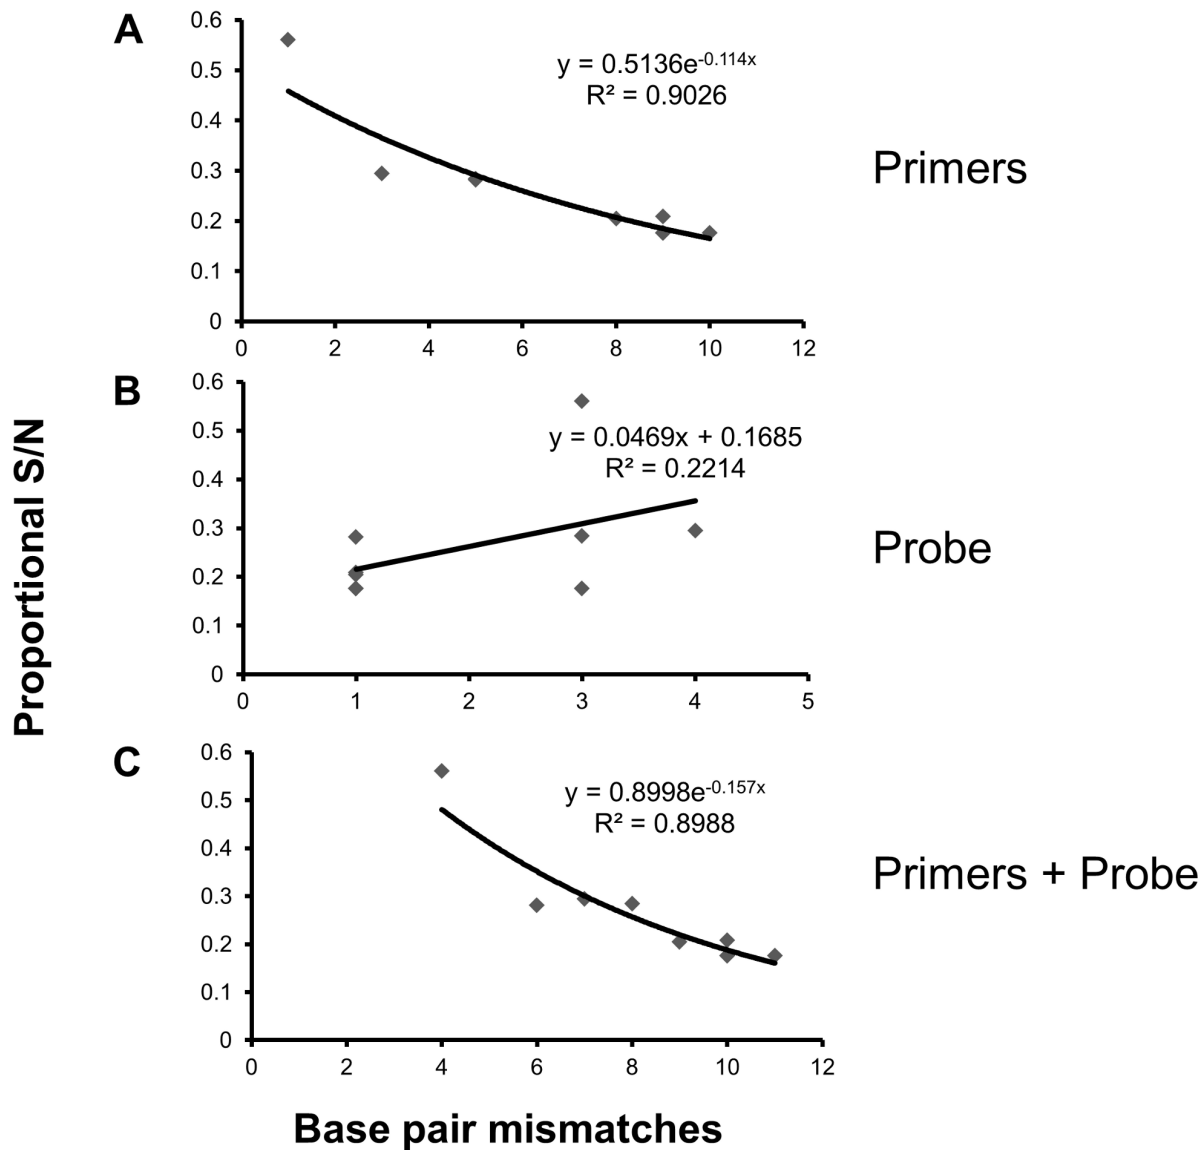 A
0.6
0.5
0.4
0.3
0.2
0.1
0
0 2 4 6 8 10 12
y = 0.5136e^-0.114x
R² = 0.9026
Primers
B
0.6
0.5
0.4
0.3
0.2
0.1
0
0 1 2 3 4 5
y = 0.0469x + 0.1685
R² = 0.2214
Probe
C
0.6
0.5
0.4
0.3
0.2
0.1
0
0 2 4 6 8 10 12
y = 0.8998e^-0.157x
R² = 0.8988
Primers + Probe
Proportional S/N
Base pair mismatches